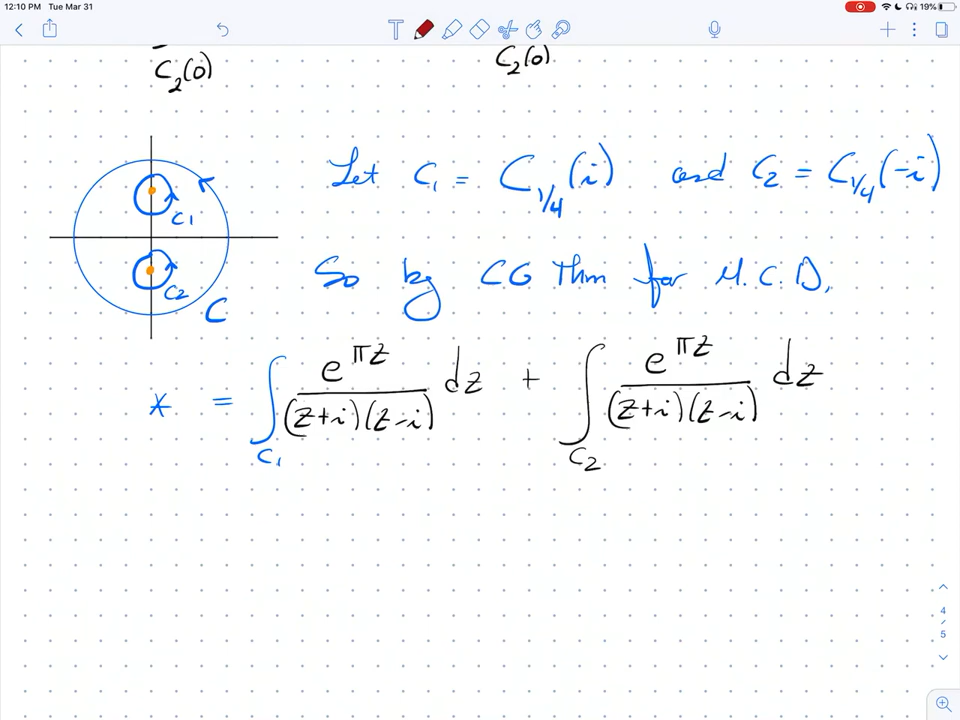 12:10 PM Tue Mar 31
19%
C₂(0)
C₂(0)
Let C₁ = C_{1/4}(i) and C₂ = C_{1/4}(-i)
C₁
C₂
C
So by CG Thm for M.C.D,
* = ∫_{C₁} e^{πz}/((z+i)(z-i)) dz + ∫_{C₂} e^{πz}/((z+i)(z-i)) dz
4
/
5